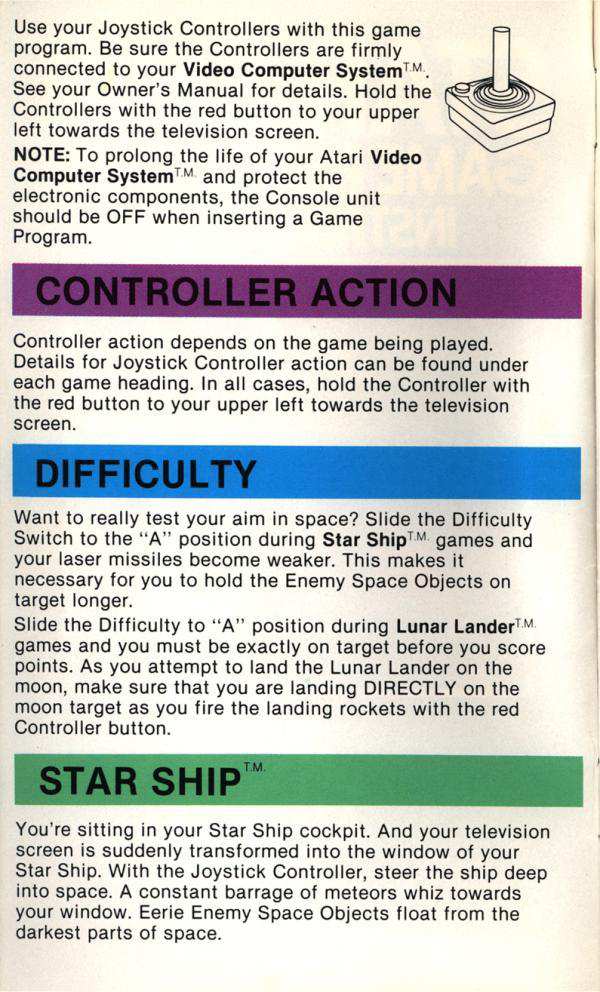 Use your Joystick Controllers with this game
program. Be sure the Controllers are firmly
connected to your Video Computer System T.M.
See your Owner's Manual for details. Hold the
Controllers with the red button to your upper
left towards the television screen.
NOTE: To prolong the life of your Atari Video
Computer System T.M. and protect the
electronic components, the Console unit
should be OFF when inserting a Game
Program.
CONTROLLER ACTION
Controller action depends on the game being played.
Details for Joystick Controller action can be found under
each game heading. In all cases, hold the Controller with
the red button to your upper left towards the television
screen.
DIFFICULTY
Want to really test your aim in space? Slide the Difficulty
Switch to the "A" position during Star Ship T.M. games and
your laser missiles become weaker. This makes it
necessary for you to hold the Enemy Space Objects on
target longer.
Slide the Difficulty to "A" position during Lunar Lander T.M.
games and you must be exactly on target before you score
points. As you attempt to land the Lunar Lander on the
moon, make sure that you are landing DIRECTLY on the
moon target as you fire the landing rockets with the red
Controller button.
STAR SHIP T.M.
You're sitting in your Star Ship cockpit. And your television
screen is suddenly transformed into the window of your
Star Ship. With the Joystick Controller, steer the ship deep
into space. A constant barrage of meteors whiz towards
your window. Eerie Enemy Space Objects float from the
darkest parts of space.